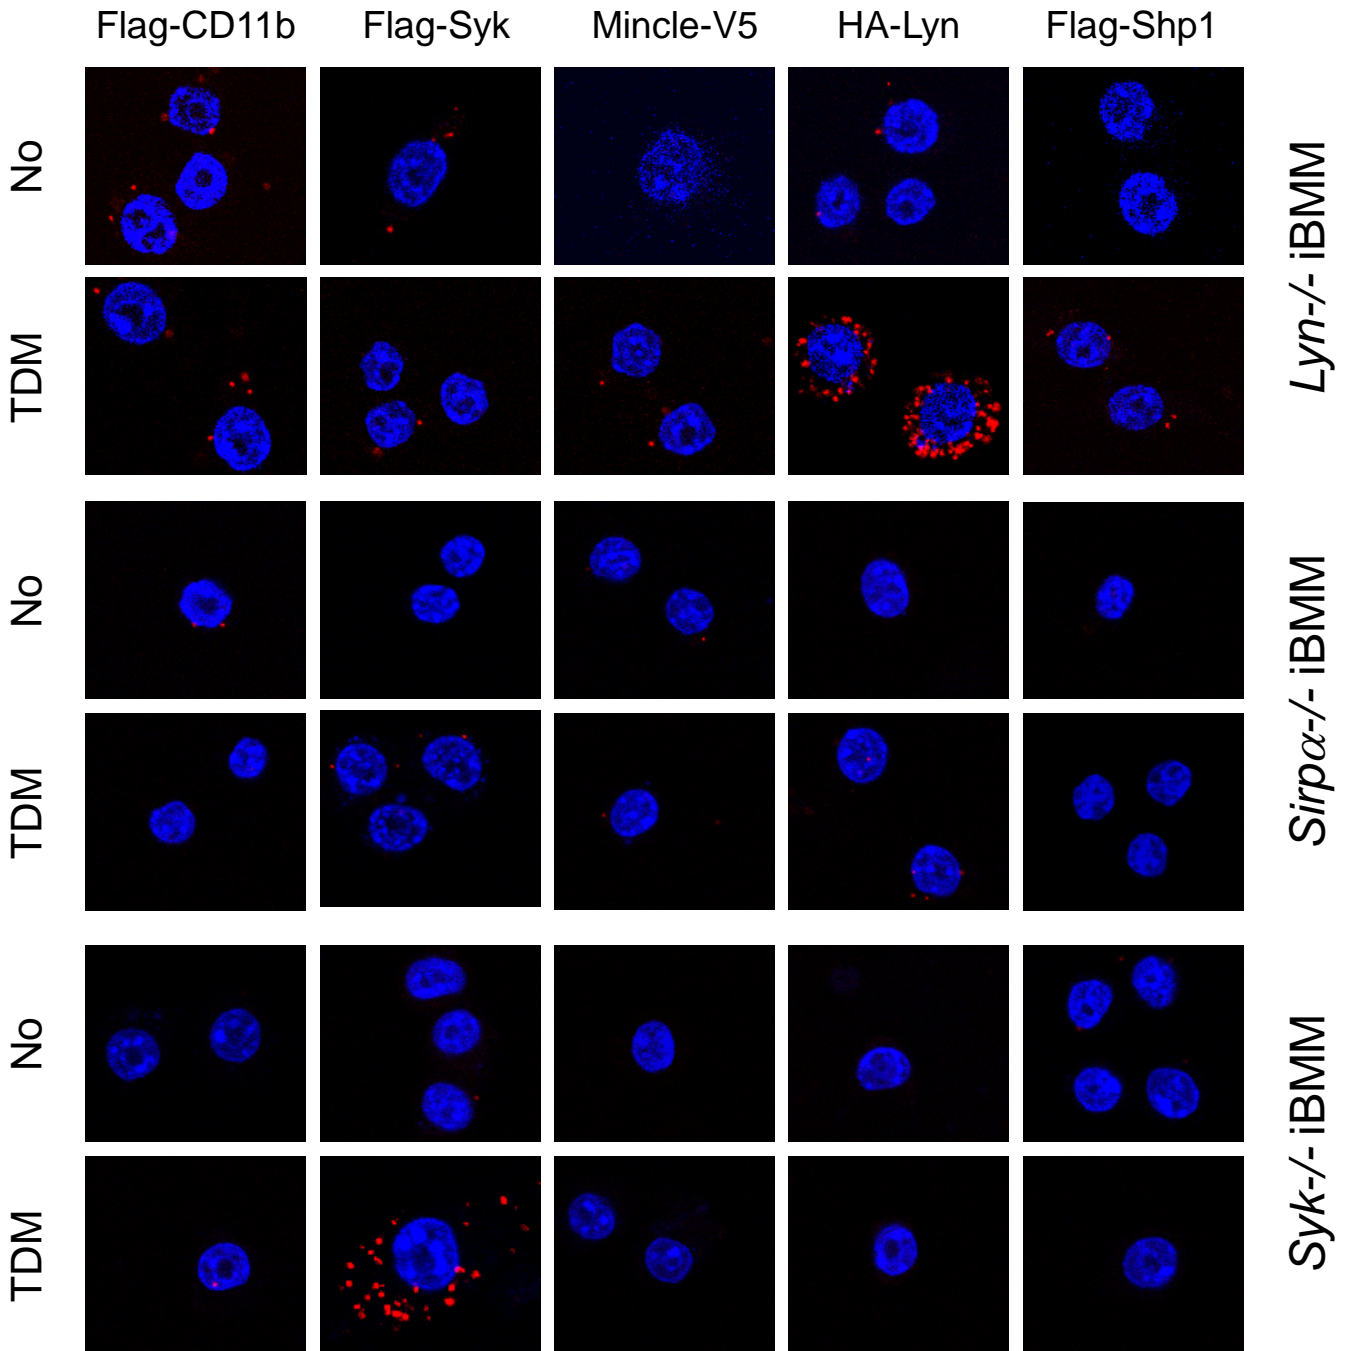 Flag-CD11b Flag-Syk Mincle-V5 HA-Lyn Flag-Shp1
No
TDM
Lyn-/- iBMM
No
TDM
Sirpα-/- iBMM
No
TDM
Syk-/- iBMM